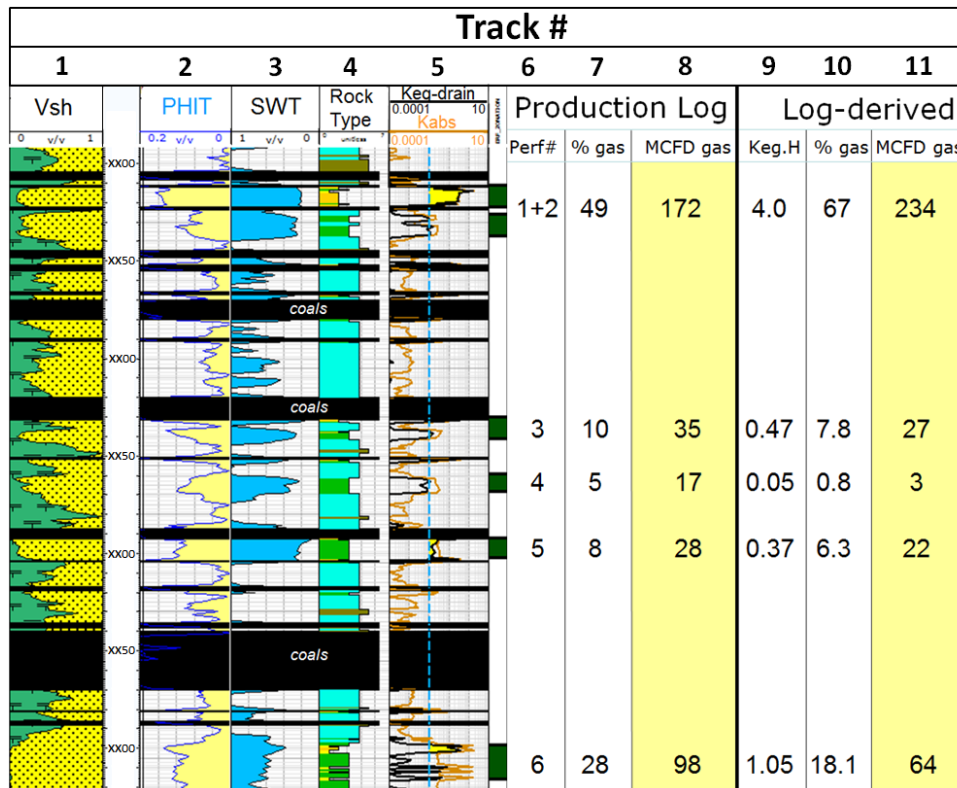 Track #
1 2 3 4 5 6 7 8 9 10 11
Vsh PHIT SWT Rock Type Keg-drain Production Log Log-derived
0.0001 10
Kabs
0 v/v 1 0.2 v/v 0 1 v/v 0 0.0001 10
Perf# % gas MCFD gas Keg.H % gas MCFD gas
XX00
1+2 49 172 4.0 67 234
XX50
coals
XX00
coals
3 10 35 0.47 7.8 27
XX50
4 5 17 0.05 0.8 3
XX00
5 8 28 0.37 6.3 22
XX50
coals
XX00
6 28 98 1.05 18.1 64